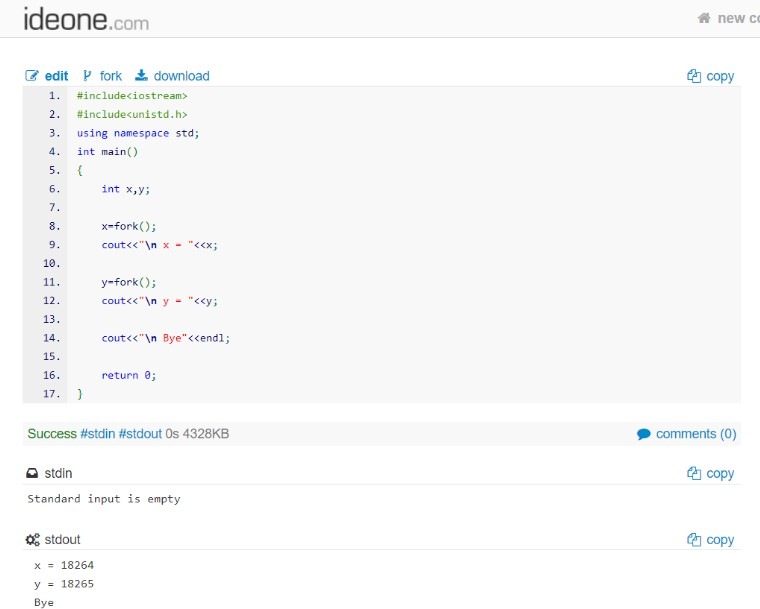 ideone.com
new co
edit fork download copy
1. #include<iostream>
2. #include<unistd.h>
3. using namespace std;
4. int main()
5. {
6. int x,y;
7.
8. x=fork();
9. cout<<"\n x = "<<x;
10.
11. y=fork();
12. cout<<"\n y = "<<y;
13.
14. cout<<"\n Bye"<<endl;
15.
16. return 0;
17. }
Success #stdin #stdout 0s 4328KB comments (0)
stdin copy
Standard input is empty
stdout copy
x = 18264
y = 18265
Bye